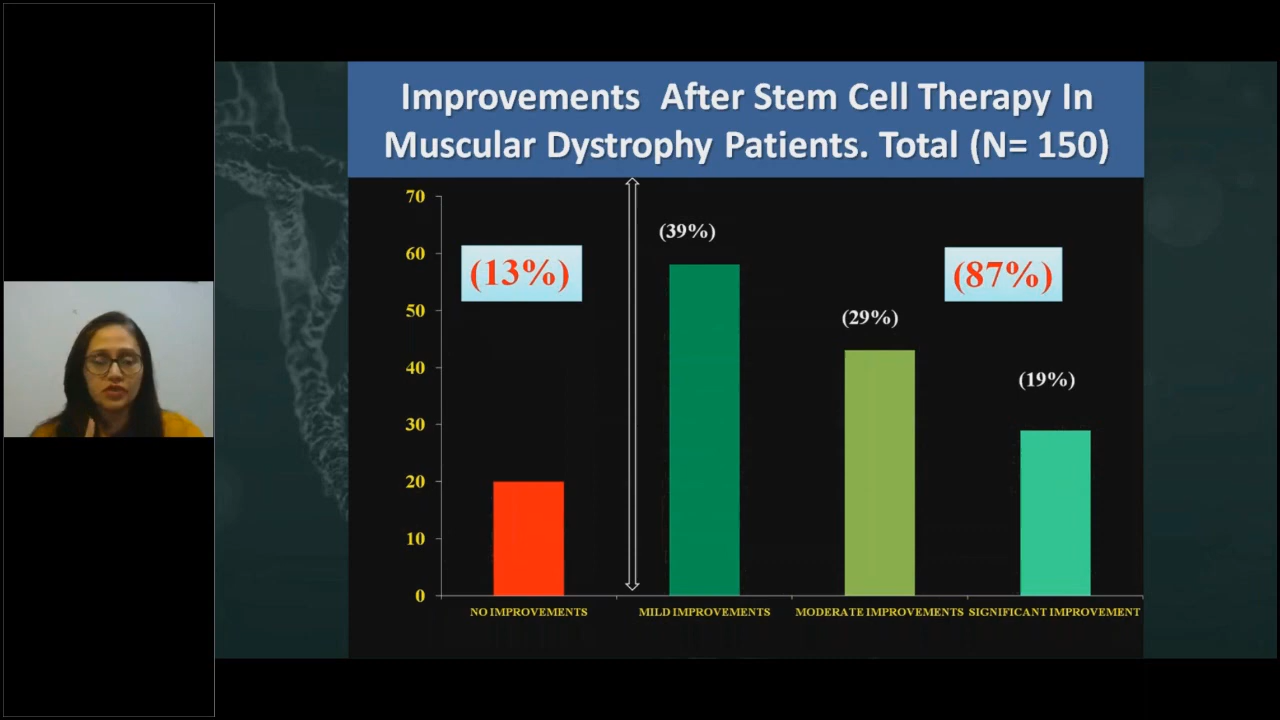 Improvements After Stem Cell Therapy In
Muscular Dystrophy Patients. Total (N= 150)
70
60
50
40
30
20
10
0
(13%)
(39%)
(29%)
(87%)
(19%)
NO IMPROVEMENTS
MILD IMPROVEMENTS
MODERATE IMPROVEMENTS
SIGNIFICANT IMPROVEMENT